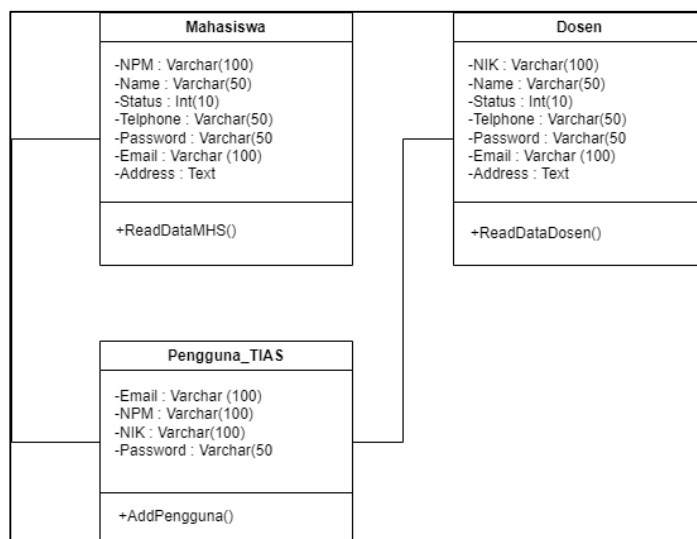 Mahasiswa
-NPM : Varchar(100)
-Name : Varchar(50)
-Status : Int(10)
-Telphone : Varchar(50)
-Password : Varchar(50
-Email : Varchar (100)
-Address : Text
+ReadDataMHS()
Dosen
-NIK : Varchar(100)
-Name : Varchar(50)
-Status : Int(10)
-Telphone : Varchar(50)
-Password : Varchar(50
-Email : Varchar (100)
-Address : Text
+ReadDataDosen()
Pengguna_TIAS
-Email : Varchar (100)
-NPM : Varchar(100)
-NIK : Varchar(100)
-Password : Varchar(50
+AddPengguna()